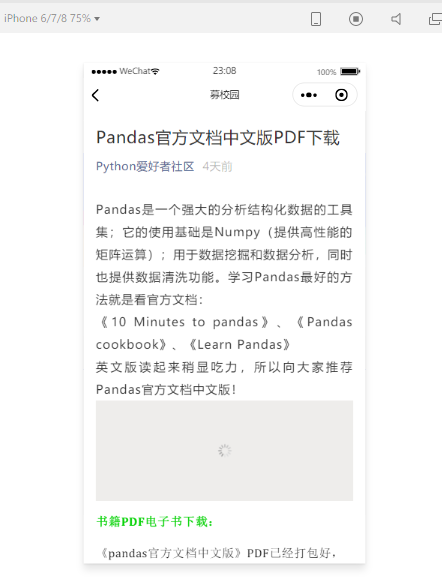 iPhone 6/7/8 75%
WeChat
23:08
100%
募校园
Pandas官方文档中文版PDF下载
Python爱好者社区 4天前
Pandas是一个强大的分析结构化数据的工具
集；它的使用基础是Numpy（提供高性能的
矩阵运算）；用于数据挖掘和数据分析，同时
也提供数据清洗功能。学习Pandas最好的方
法就是看官方文档：
《10 Minutes to pandas》、《Pandas
cookbook》、《Learn Pandas》
英文版读起来稍显吃力，所以向大家推荐
Pandas官方文档中文版！
书籍PDF电子书下载：
《pandas官方文档中文版》PDF已经打包好，